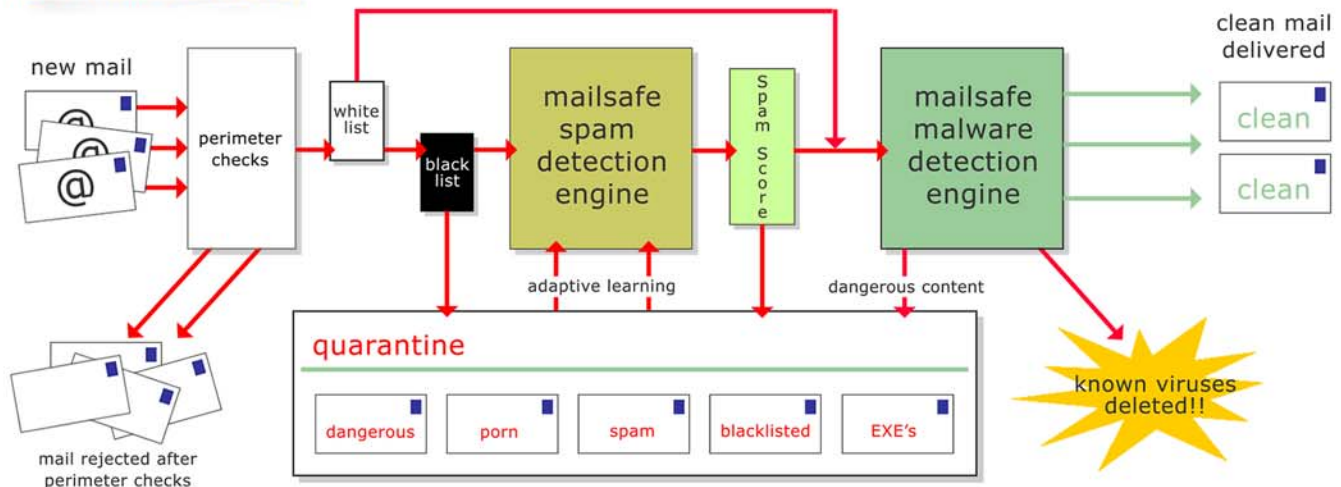 new mail
@
@
@
perimeter
checks
white
list
black
list
mailsafe
spam
detection
engine
Spam Score
mailsafe
malware
detection
engine
clean mail
delivered
clean
clean
adaptive learning
dangerous content
mail rejected after
perimeter checks
quarantine
dangerous
porn
spam
blacklisted
EXE's
known viruses
deleted!!